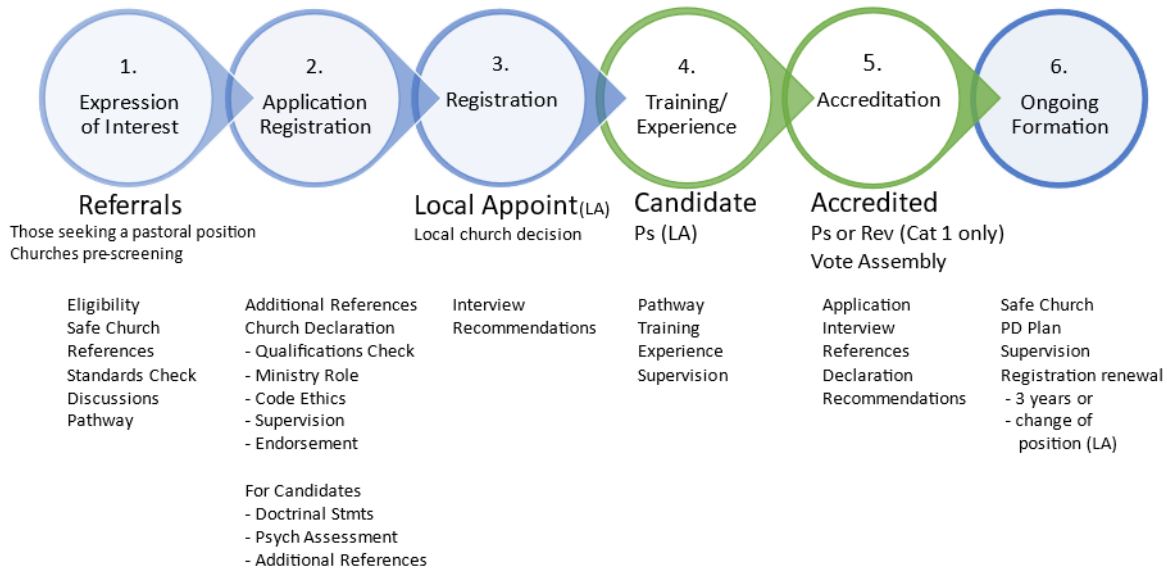 1.
Expression
of Interest
2.
Application
Registration
3.
Registration
4.
Training/
Experience
5.
Accreditation
6.
Ongoing
Formation
Referrals
Those seeking a pastoral position
Churches pre-screening
Local Appoint(LA)
Local church decision
Candidate
Ps (LA)
Accredited
Ps or Rev (Cat 1 only)
Vote Assembly
Eligibility
Safe Church
References
Standards Check
Discussions
Pathway
Additional References
Church Declaration
- Qualifications Check
- Ministry Role
- Code Ethics
- Supervision
- Endorsement
For Candidates
- Doctrinal Stmts
- Psych Assessment
- Additional References
Interview
Recommendations
Pathway
Training
Experience
Supervision
Application
Interview
References
Declaration
Recommendations
Safe Church
PD Plan
Supervision
Registration renewal
- 3 years or
- change of
position (LA)